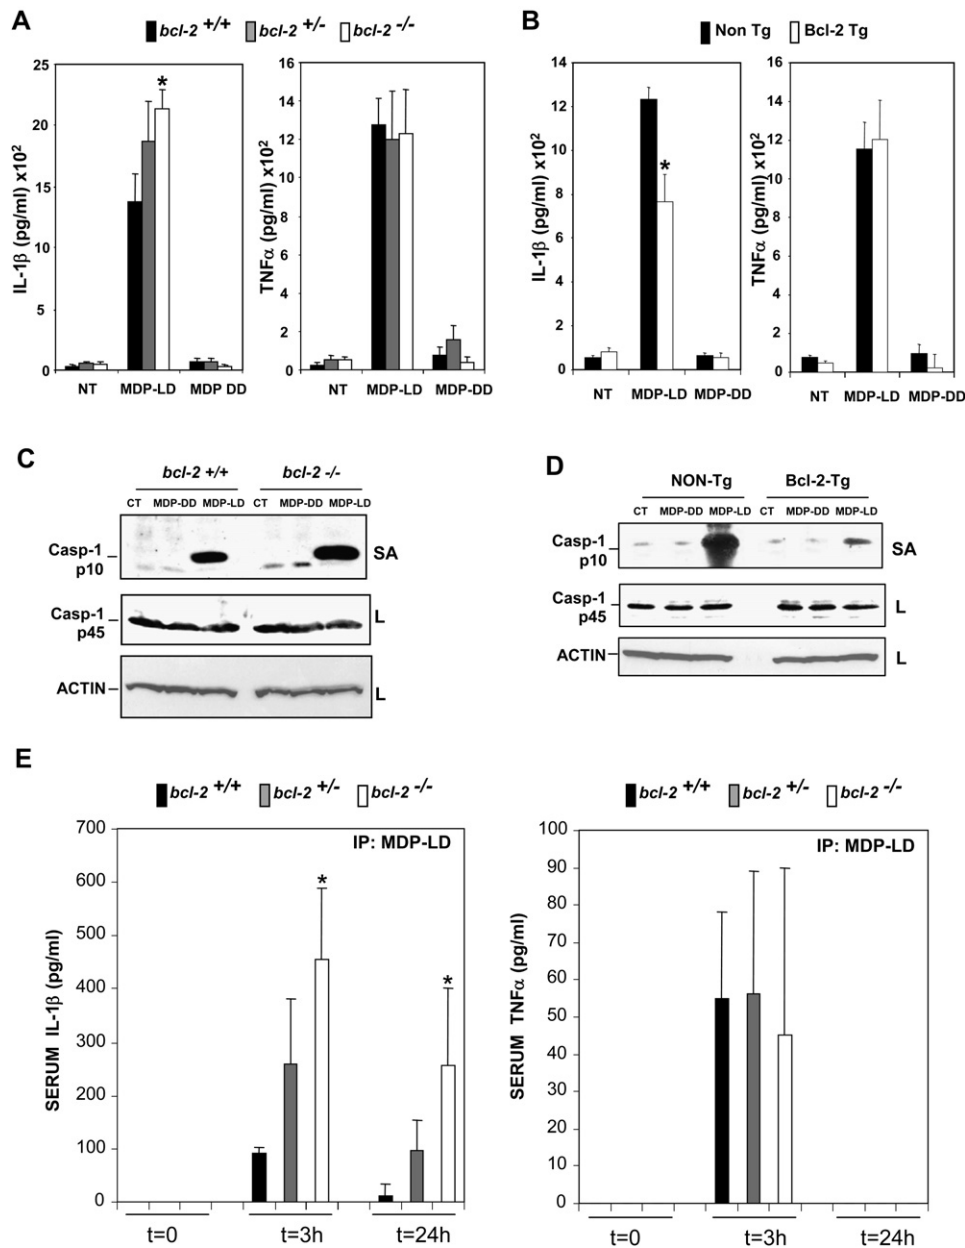 A
bcl-2 +/+ bcl-2 +/- bcl-2 -/-
IL-1β (pg/ml) x10²
25
20
15
10
5
0
*
NT MDP-LD MDP DD
TNFα (pg/ml) x10²
16
14
12
10
8
6
4
2
0
NT MDP-LD MDP-DD
B
Non Tg Bcl-2 Tg
IL-1β (pg/ml) x10²
14
12
10
8
6
4
2
0
*
NT MDP-LD MDP-DD
TNFα (pg/ml) x10²
16
14
12
10
8
6
4
2
0
NT MDP-LD MDP-DD
C
bcl-2 +/+ bcl-2 -/-
CT MDP-DD MDP-LD CT MDP-DD MDP-LD
Casp-1
p10
SA
Casp-1
p45
L
ACTIN
L
D
NON-Tg Bcl-2-Tg
CT MDP-DD MDP-LD CT MDP-DD MDP-LD
Casp-1
p10
SA
Casp-1
p45
L
ACTIN
L
E
bcl-2 +/+ bcl-2 +/- bcl-2 -/-
IP: MDP-LD
SERUM IL-1β (pg/ml)
700
600
500
400
300
200
100
0
*
*
t=0 t=3h t=24h
bcl-2 +/+ bcl-2 +/- bcl-2 -/-
IP: MDP-LD
SERUM TNFα (pg/ml)
100
90
80
70
60
50
40
30
20
10
0
t=0 t=3h t=24h